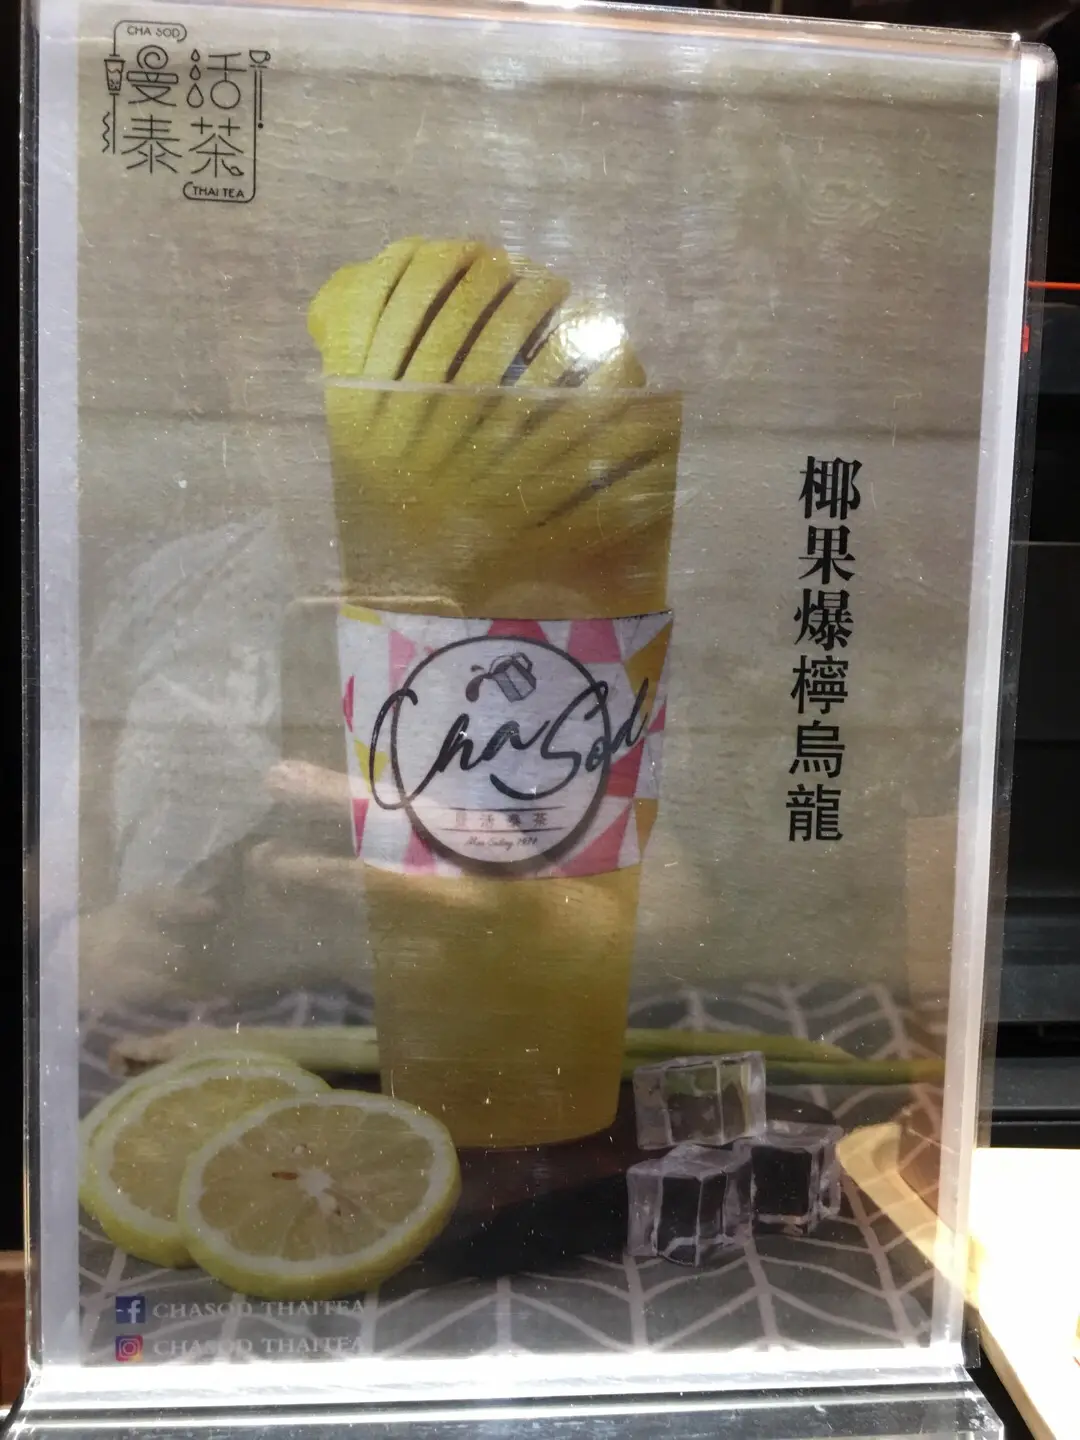 CHA SOD
漫活
泰茶
THAI TEA
椰果爆檸烏龍
Cha Sod
CHASOD THAITEA
CHASOD THAITEA